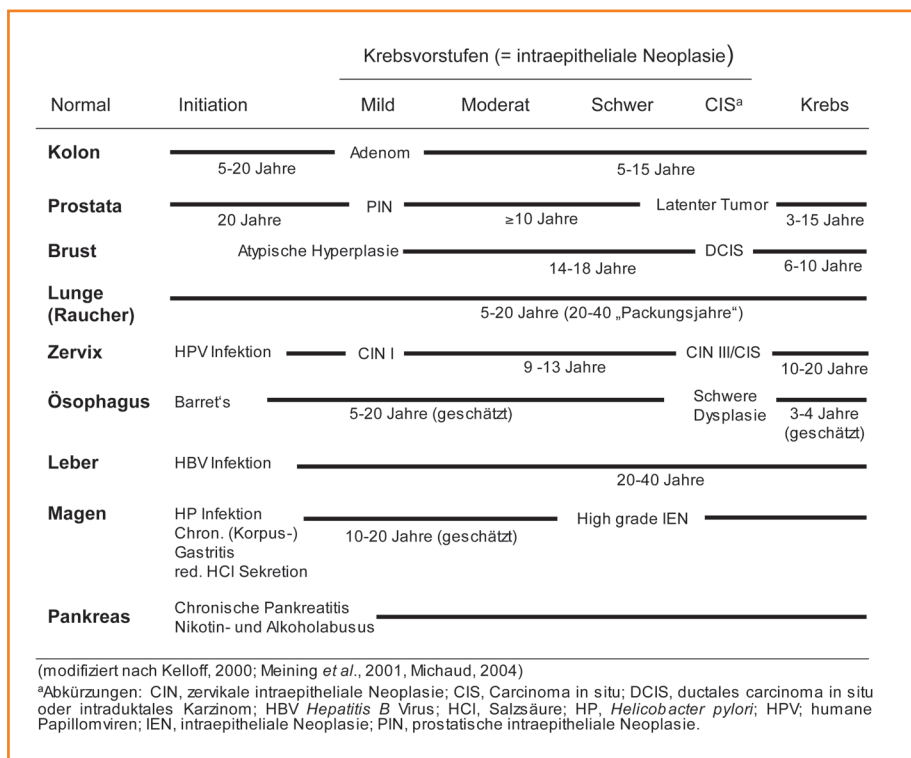 Krebsvorstufen (= intraepitheliale Neoplasie)
Normal Initiation Mild Moderat Schwer CISᵃ Krebs
Kolon Adenom
5-20 Jahre 5-15 Jahre
Prostata PIN Latenter Tumor
20 Jahre ≥10 Jahre 3-15 Jahre
Brust Atypische Hyperplasie DCIS
14-18 Jahre 6-10 Jahre
Lunge
(Raucher) 5-20 Jahre (20-40 „Packungsjahre“)
Zervix HPV Infektion CIN I CIN III/CIS
9 -13 Jahre 10-20 Jahre
Ösophagus Barret‘s Schwere
5-20 Jahre (geschätzt) Dysplasie 3-4 Jahre
(geschätzt)
Leber HBV Infektion
20-40 Jahre
Magen HP Infektion High grade IEN
Chron. (Korpus-) 10-20 Jahre (geschätzt)
Gastritis
red. HCl Sekretion
Pankreas Chronische Pankreatitis
Nikotin- und Alkoholabusus
(modifiziert nach Kelloff, 2000; Meining et al., 2001, Michaud, 2004)
ᵃAbkürzungen: CIN, zervikale intraepitheliale Neoplasie; CIS, Carcinoma in situ; DCIS, ductales carcinoma in situ
oder intraduktales Karzinom; HBV Hepatitis B Virus; HCl, Salzsäure; HP, Helicobacter pylori; HPV; humane
Papillomviren; IEN, intraepitheliale Neoplasie; PIN, prostatische intraepitheliale Neoplasie.